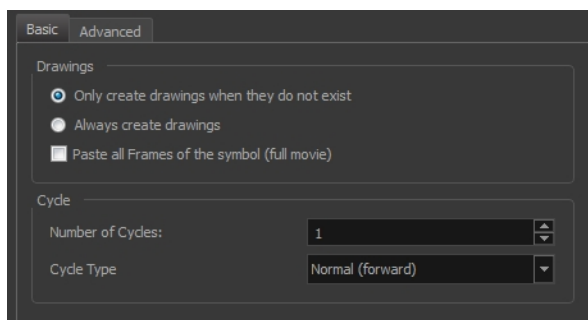 Basic
Advanced
Drawings
Only create drawings when they do not exist
Always create drawings
Paste all Frames of the symbol (full movie)
Cycle
Number of Cycles:
1
Cycle Type
Normal (forward)